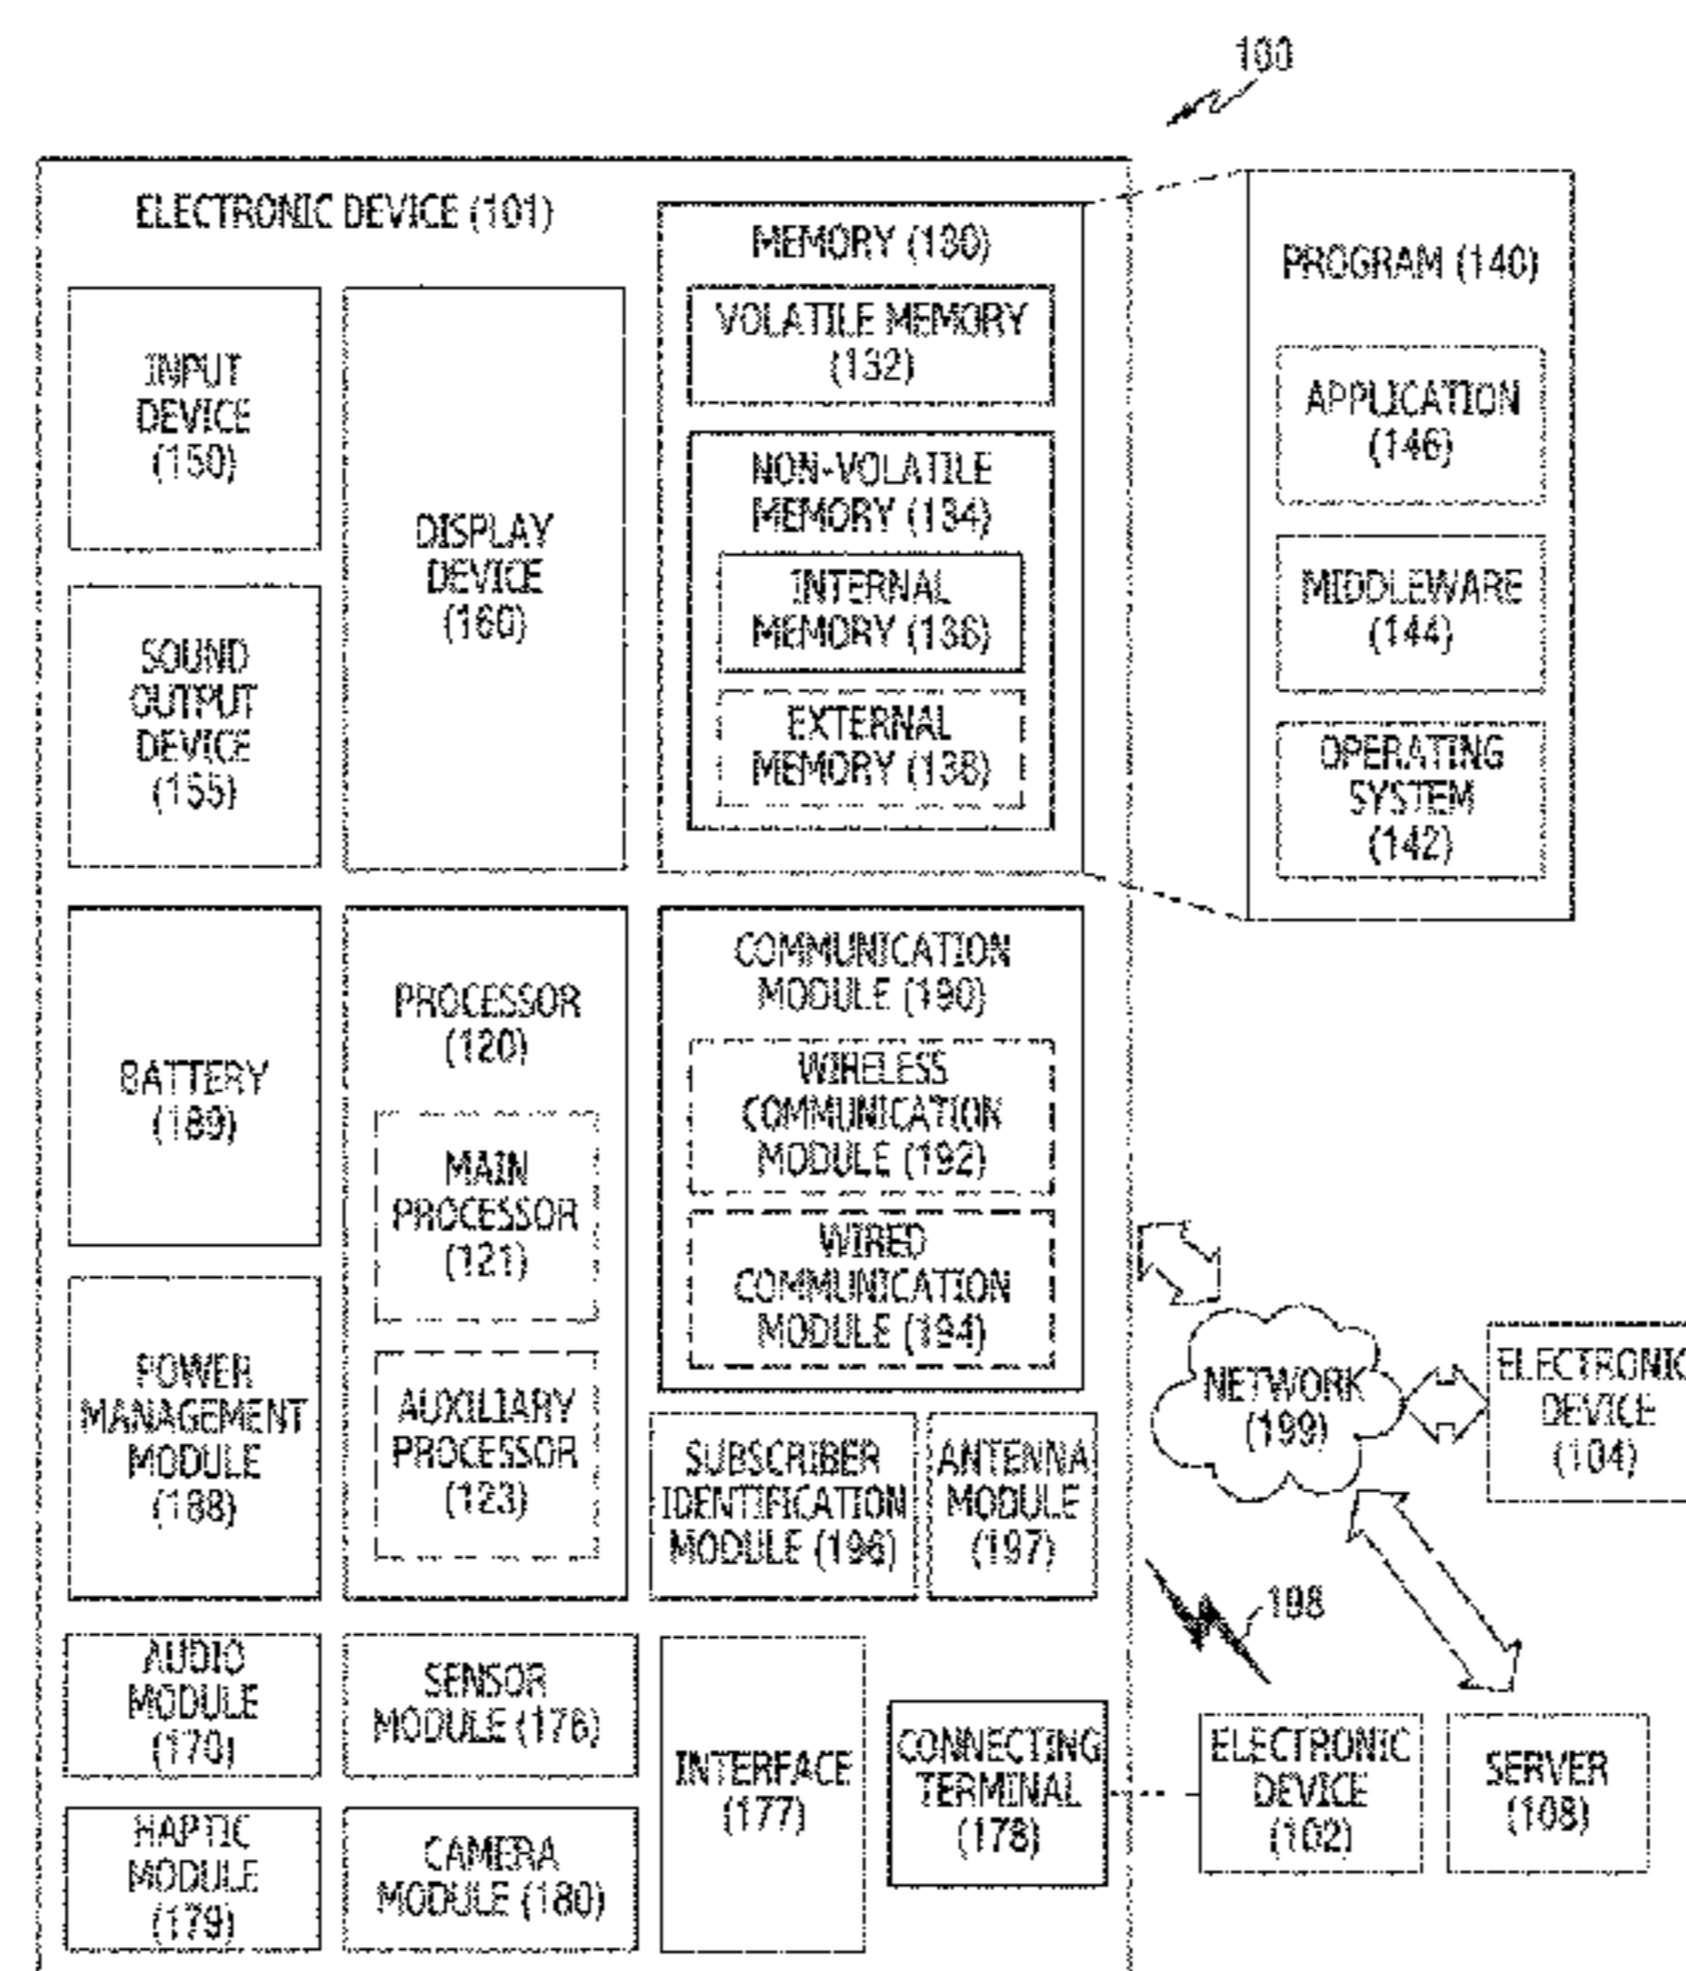 100
ELECTRONIC DEVICE (101)
INPUT
DEVICE
(150)
SOUND
OUTPUT
DEVICE
(155)
DISPLAY
DEVICE
(160)
MEMORY (130)
VOLATILE MEMORY
(132)
NON-VOLATILE
MEMORY (134)
INTERNAL
MEMORY (136)
EXTERNAL
MEMORY (138)
PROGRAM (140)
APPLICATION
(146)
MIDDLEWARE
(144)
OPERATING
SYSTEM
(142)
BATTERY
(189)
POWER
MANAGEMENT
MODULE
(188)
PROCESSOR
(120)
MAIN
PROCESSOR
(121)
AUXILIARY
PROCESSOR
(123)
COMMUNICATION
MODULE (190)
WIRELESS
COMMUNICATION
MODULE (192)
WIRED
COMMUNICATION
MODULE (194)
SUBSCRIBER
IDENTIFICATION
MODULE (196)
ANTENNA
MODULE
(197)
NETWORK
(199)
ELECTRONIC
DEVICE
(104)
198
AUDIO
MODULE
(170)
SENSOR
MODULE (176)
HAPTIC
MODULE
(179)
CAMERA
MODULE (180)
INTERFACE
(177)
CONNECTING
TERMINAL
(178)
ELECTRONIC
DEVICE
(102)
SERVER
(108)